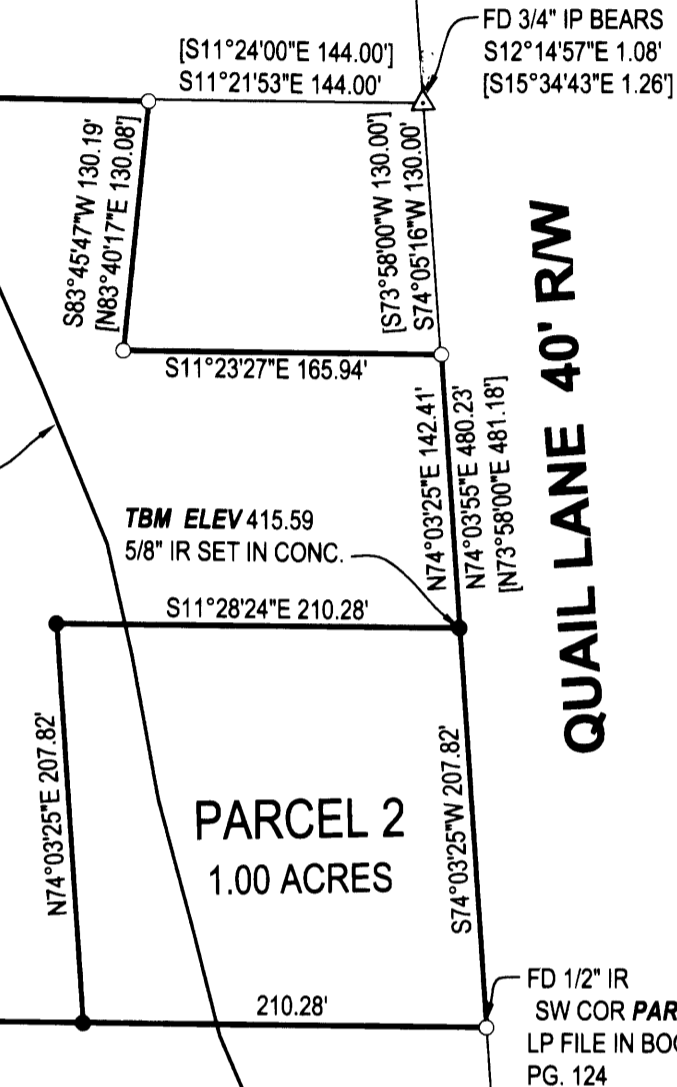 FD 3/4" IP BEARS
S12°14'57"E 1.08'
[S15°34'43"E 1.26']
[S11°24'00"E 144.00']
S11°21'53"E 144.00'
S83°45'47"W 130.19'
[N83°40'17"E 130.08']
[S73°58'00"W 130.00']
S74°05'16"W 130.00'
QUAIL LANE 40' R/W
S11°23'27"E 165.94'
N74°03'25"E 142.41'
N74°03'55"E 480.23'
[N73°58'00"E 481.18']
TBM ELEV 415.59
5/8" IR SET IN CONC.
S11°28'24"E 210.28'
N74°03'25"E 207.82'
PARCEL 2
1.00 ACRES
S74°03'25"W 207.82'
210.28'
FD 1/2" IR
SW COR PAR
LP FILE IN BOO
PG. 124